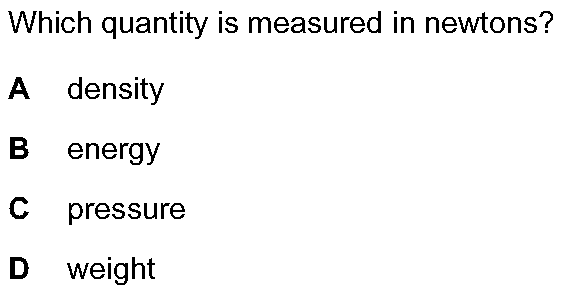 Which quantity is measured in newtons?
A density
B energy
C pressure
D weight